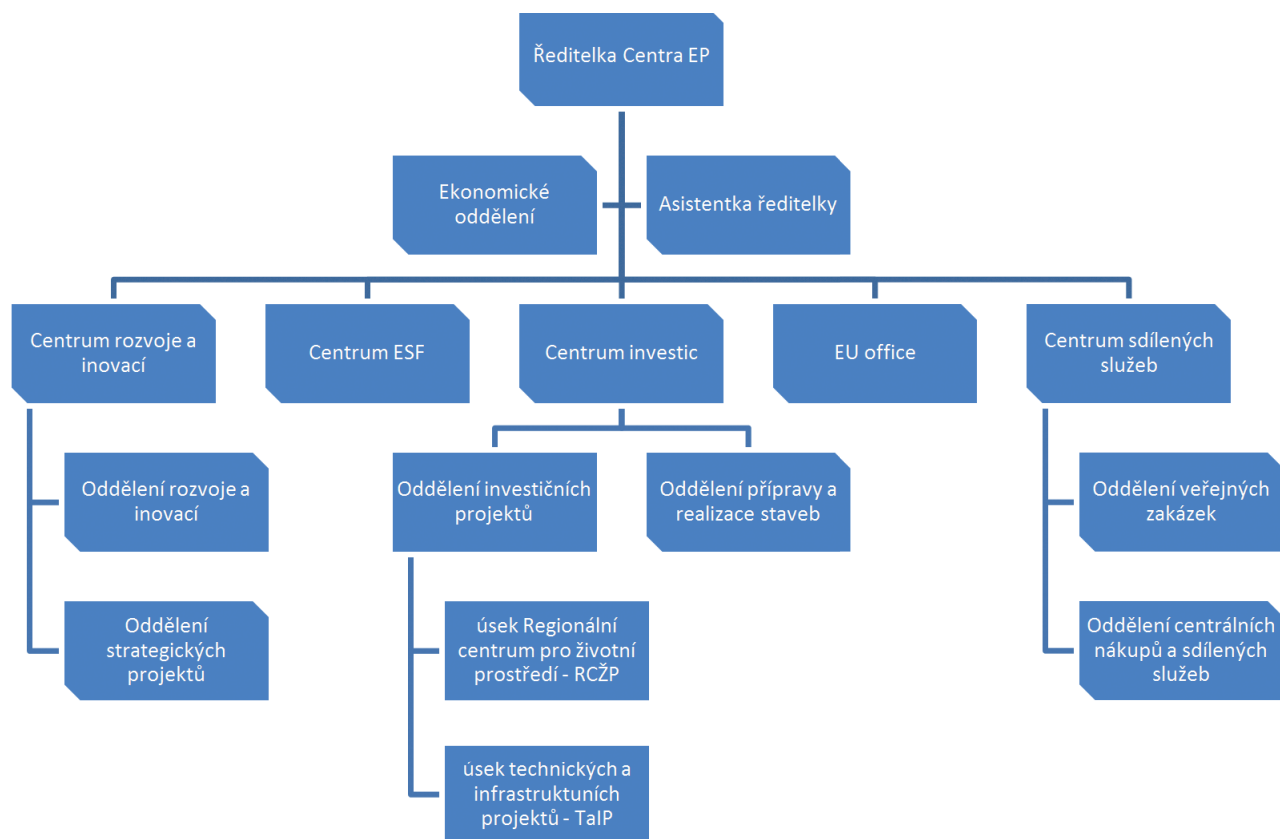 Ředitelka Centra EP
Ekonomické
oddělení
Asistentka ředitelky
Centrum rozvoje a
inovací
Centrum ESF
Centrum investic
EU office
Centrum sdílených
služeb
Oddělení rozvoje a
inovací
Oddělení investičních
projektů
Oddělení přípravy a
realizace staveb
Oddělení veřejných
zakázek
Oddělení
strategických
projektů
úsek Regionální
centrum pro životní
prostředí - RCŽP
Oddělení centrálních
nákupů a sdílených
služeb
úsek technických a
infrastruktuních
projektů - TaIP